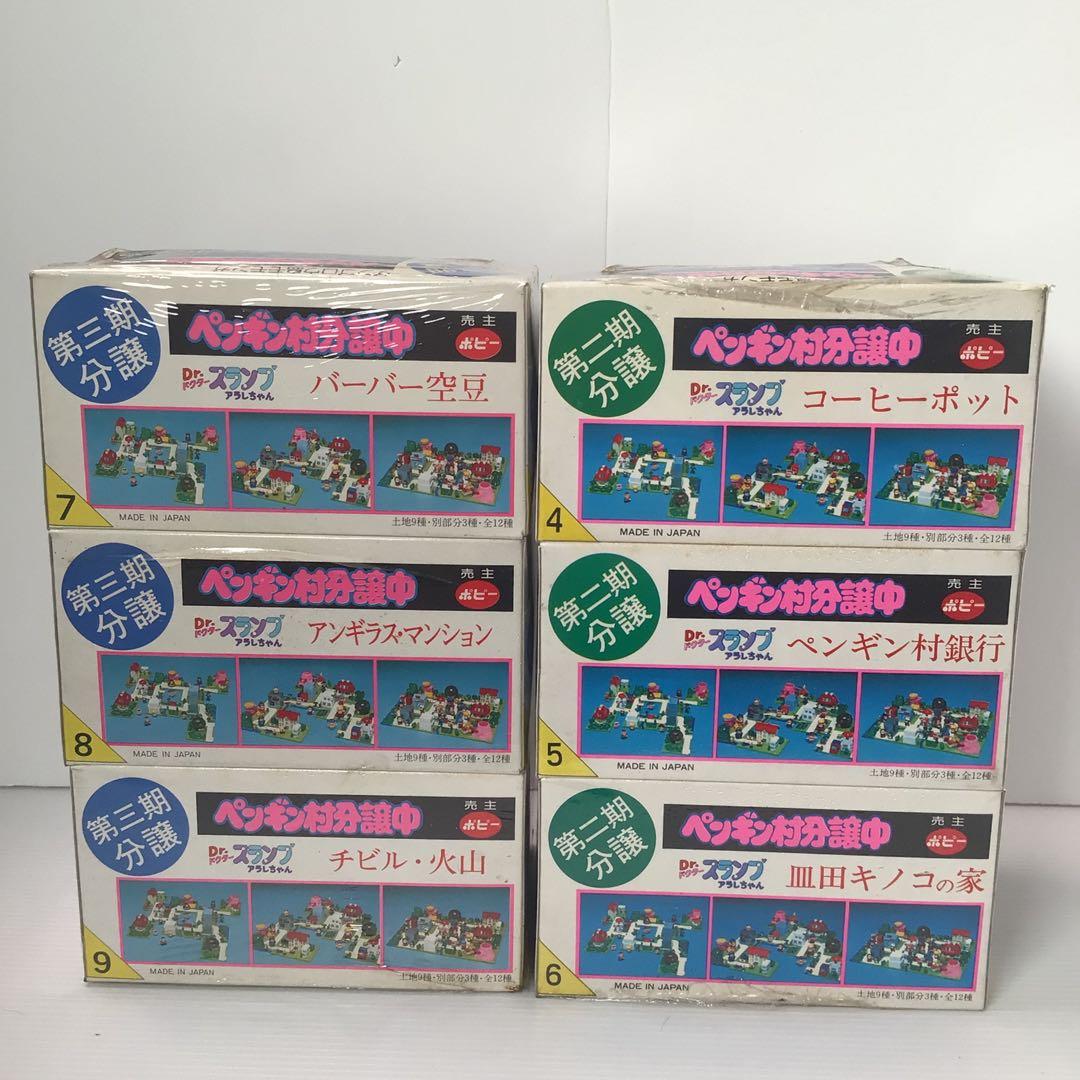 第三期
分譲
ペンギン村分譲中
売主
ポピー
Dr.スランプ
ドクター
アラレちゃん
バーバー空豆
7
MADE IN JAPAN
土地9種・別部分3種・全12種
第三期
分譲
ペンギン村分譲中
売主
ポピー
Dr.スランプ
ドクター
アラレちゃん
アンギラス・マンション
8
MADE IN JAPAN
土地9種・別部分3種・全12種
第三期
分譲
ペンギン村分譲中
売主
ポピー
Dr.スランプ
ドクター
アラレちゃん
チビル・火山
9
MADE IN JAPAN
土地9種・別部分3種・全12種
第二期
分譲
ペンギン村分譲中
売主
ポピー
Dr.スランプ
ドクター
アラレちゃん
コーヒーポット
4
MADE IN JAPAN
土地9種・別部分3種・全12種
第二期
分譲
ペンギン村分譲中
売主
ポピー
Dr.スランプ
ドクター
アラレちゃん
ペンギン村銀行
5
MADE IN JAPAN
土地9種・別部分3種・全12種
第二期
分譲
ペンギン村分譲中
売主
ポピー
Dr.スランプ
ドクター
アラレちゃん
皿田キノコの家
6
MADE IN JAPAN
土地9種・別部分3種・全12種